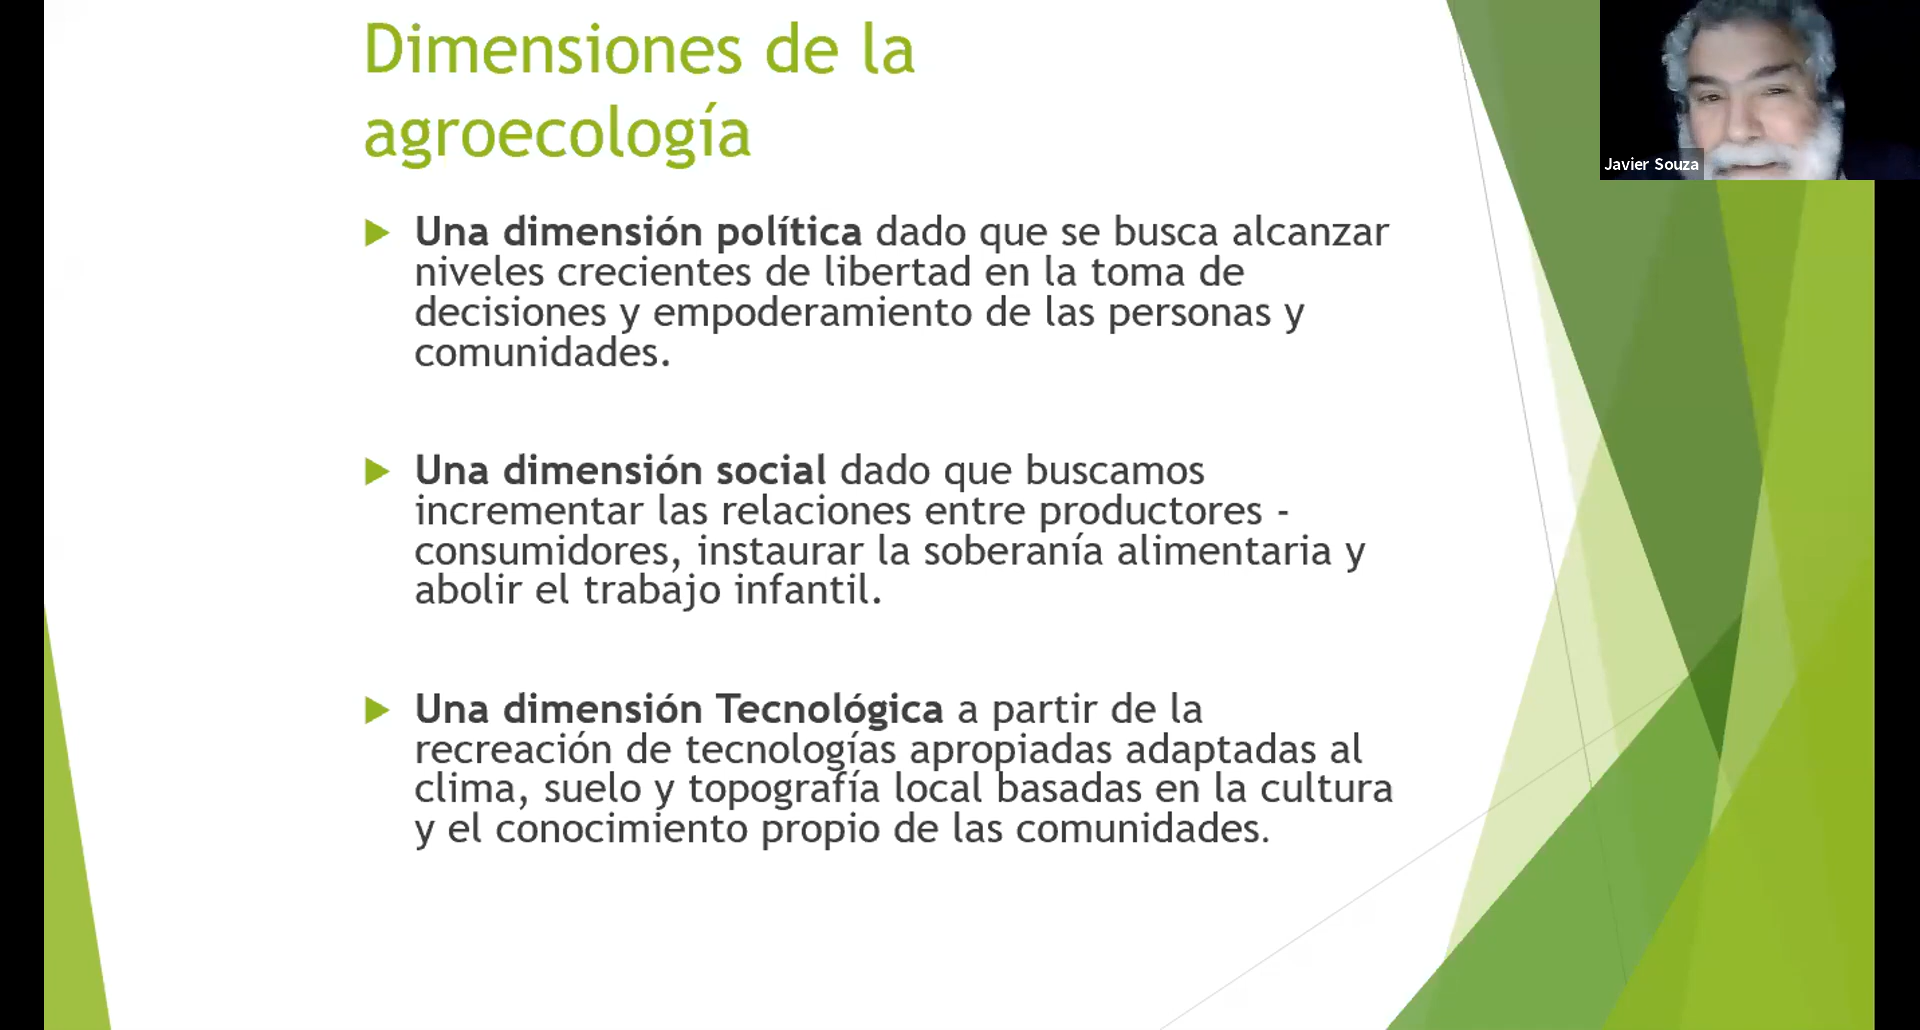 Dimensiones de la
agroecología
Una dimensión política dado que se busca alcanzar
niveles crecientes de libertad en la toma de
decisiones y empoderamiento de las personas y
comunidades.
Una dimensión social dado que buscamos
incrementar las relaciones entre productores -
consumidores, instaurar la soberanía alimentaria y
abolir el trabajo infantil.
Una dimensión Tecnológica a partir de la
recreación de tecnologías apropiadas adaptadas al
clima, suelo y topografía local basadas en la cultura
y el conocimiento propio de las comunidades.
Javier Souza